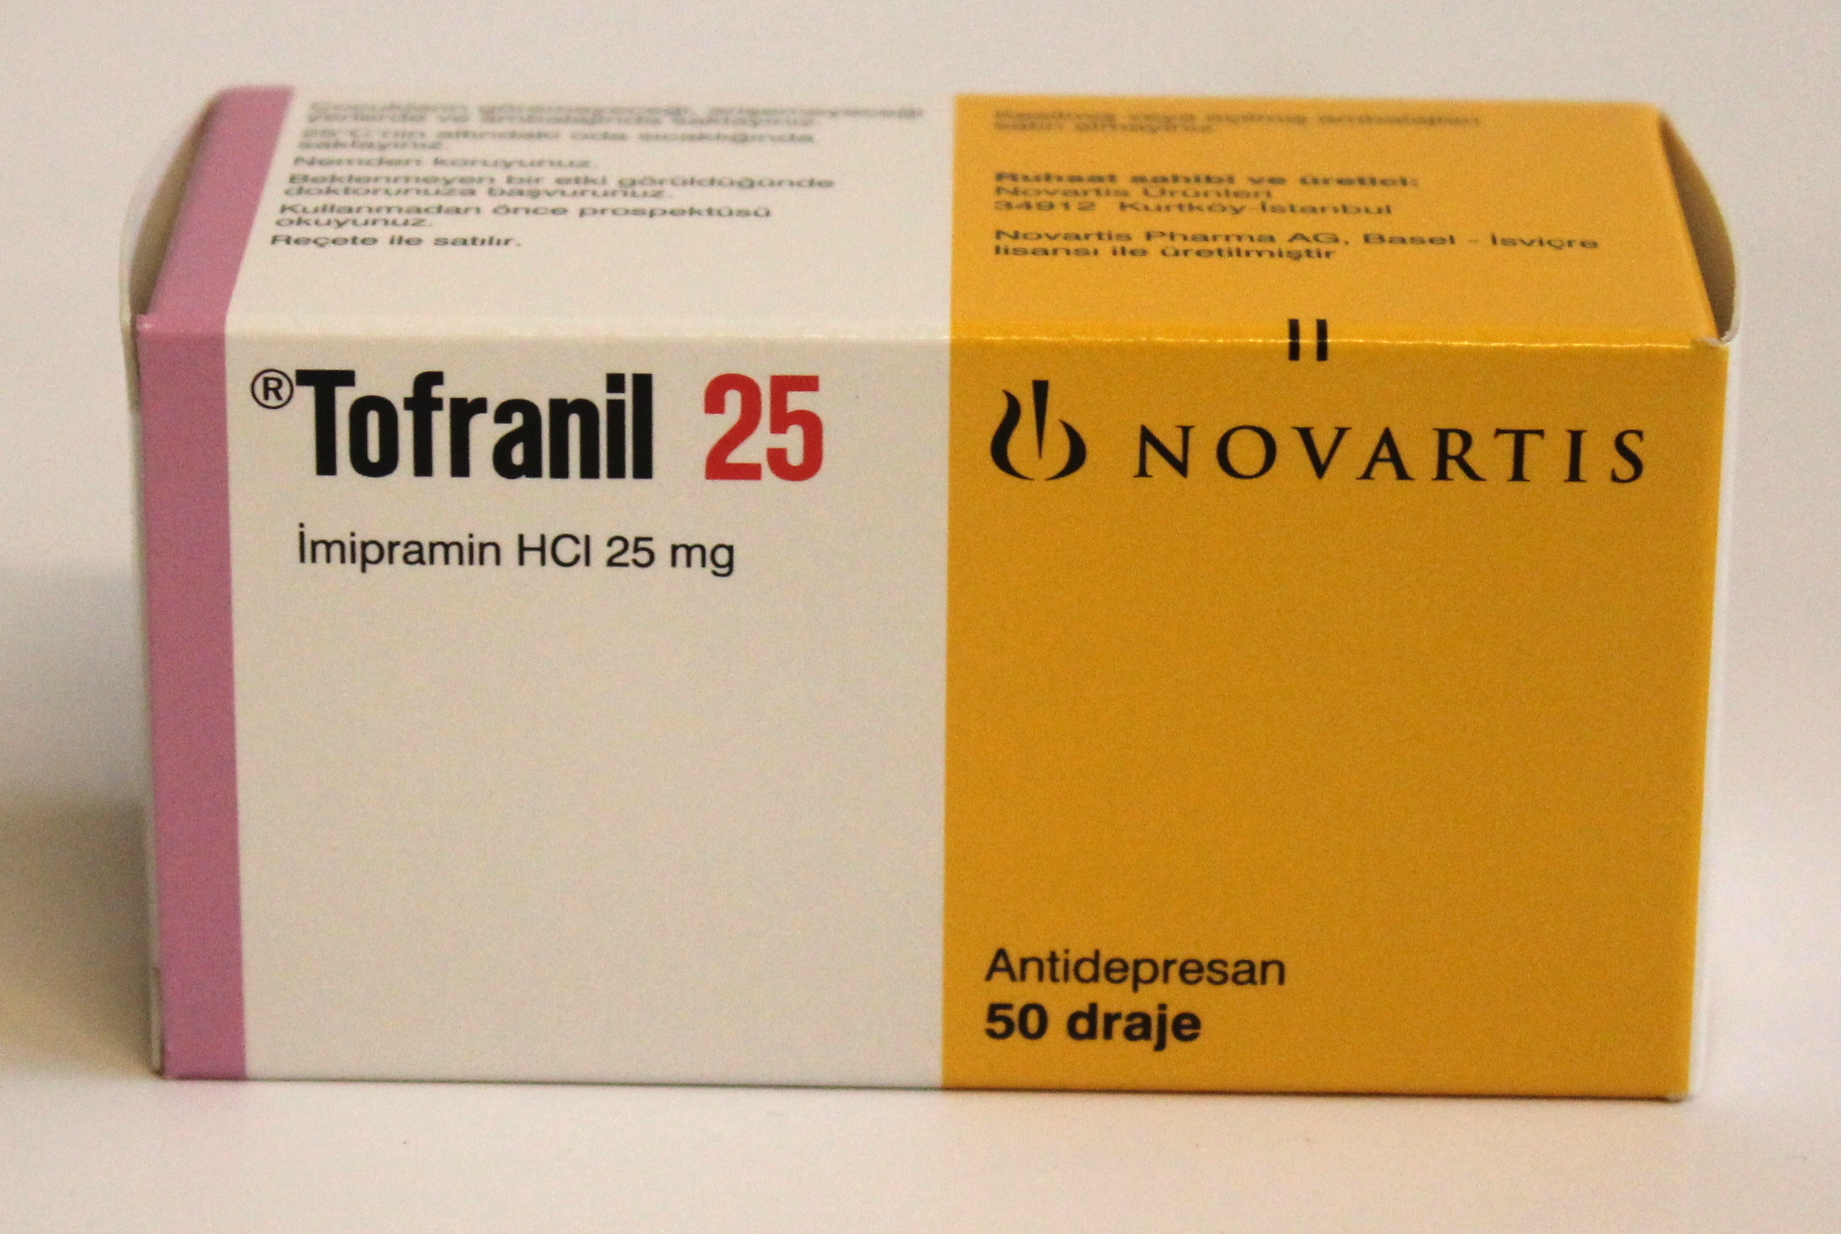 Çocukların göremeyeceği, erişemeyeceği
yerlerde ve ambalajında saklayınız.
25°C'nin altındaki oda sıcaklığında
saklayınız.
Nemden koruyunuz.
Beklenmeyen bir etki görüldüğünde
doktorunuza başvurunuz.
Kullanmadan önce prospektüsü
okuyunuz.
Reçete ile satılır.
Kesilmiş veya açılmış ambalajları
satın almayınız.
Ruhsat sahibi ve üretici:
Novartis Ürünleri
34912 Kurtköy-İstanbul
Novartis Pharma AG, Basel - İsviçre
lisansı ile üretilmiştir
®Tofranil 25
İmipramin HCl 25 mg
NOVARTIS
Antidepresan
50 draje